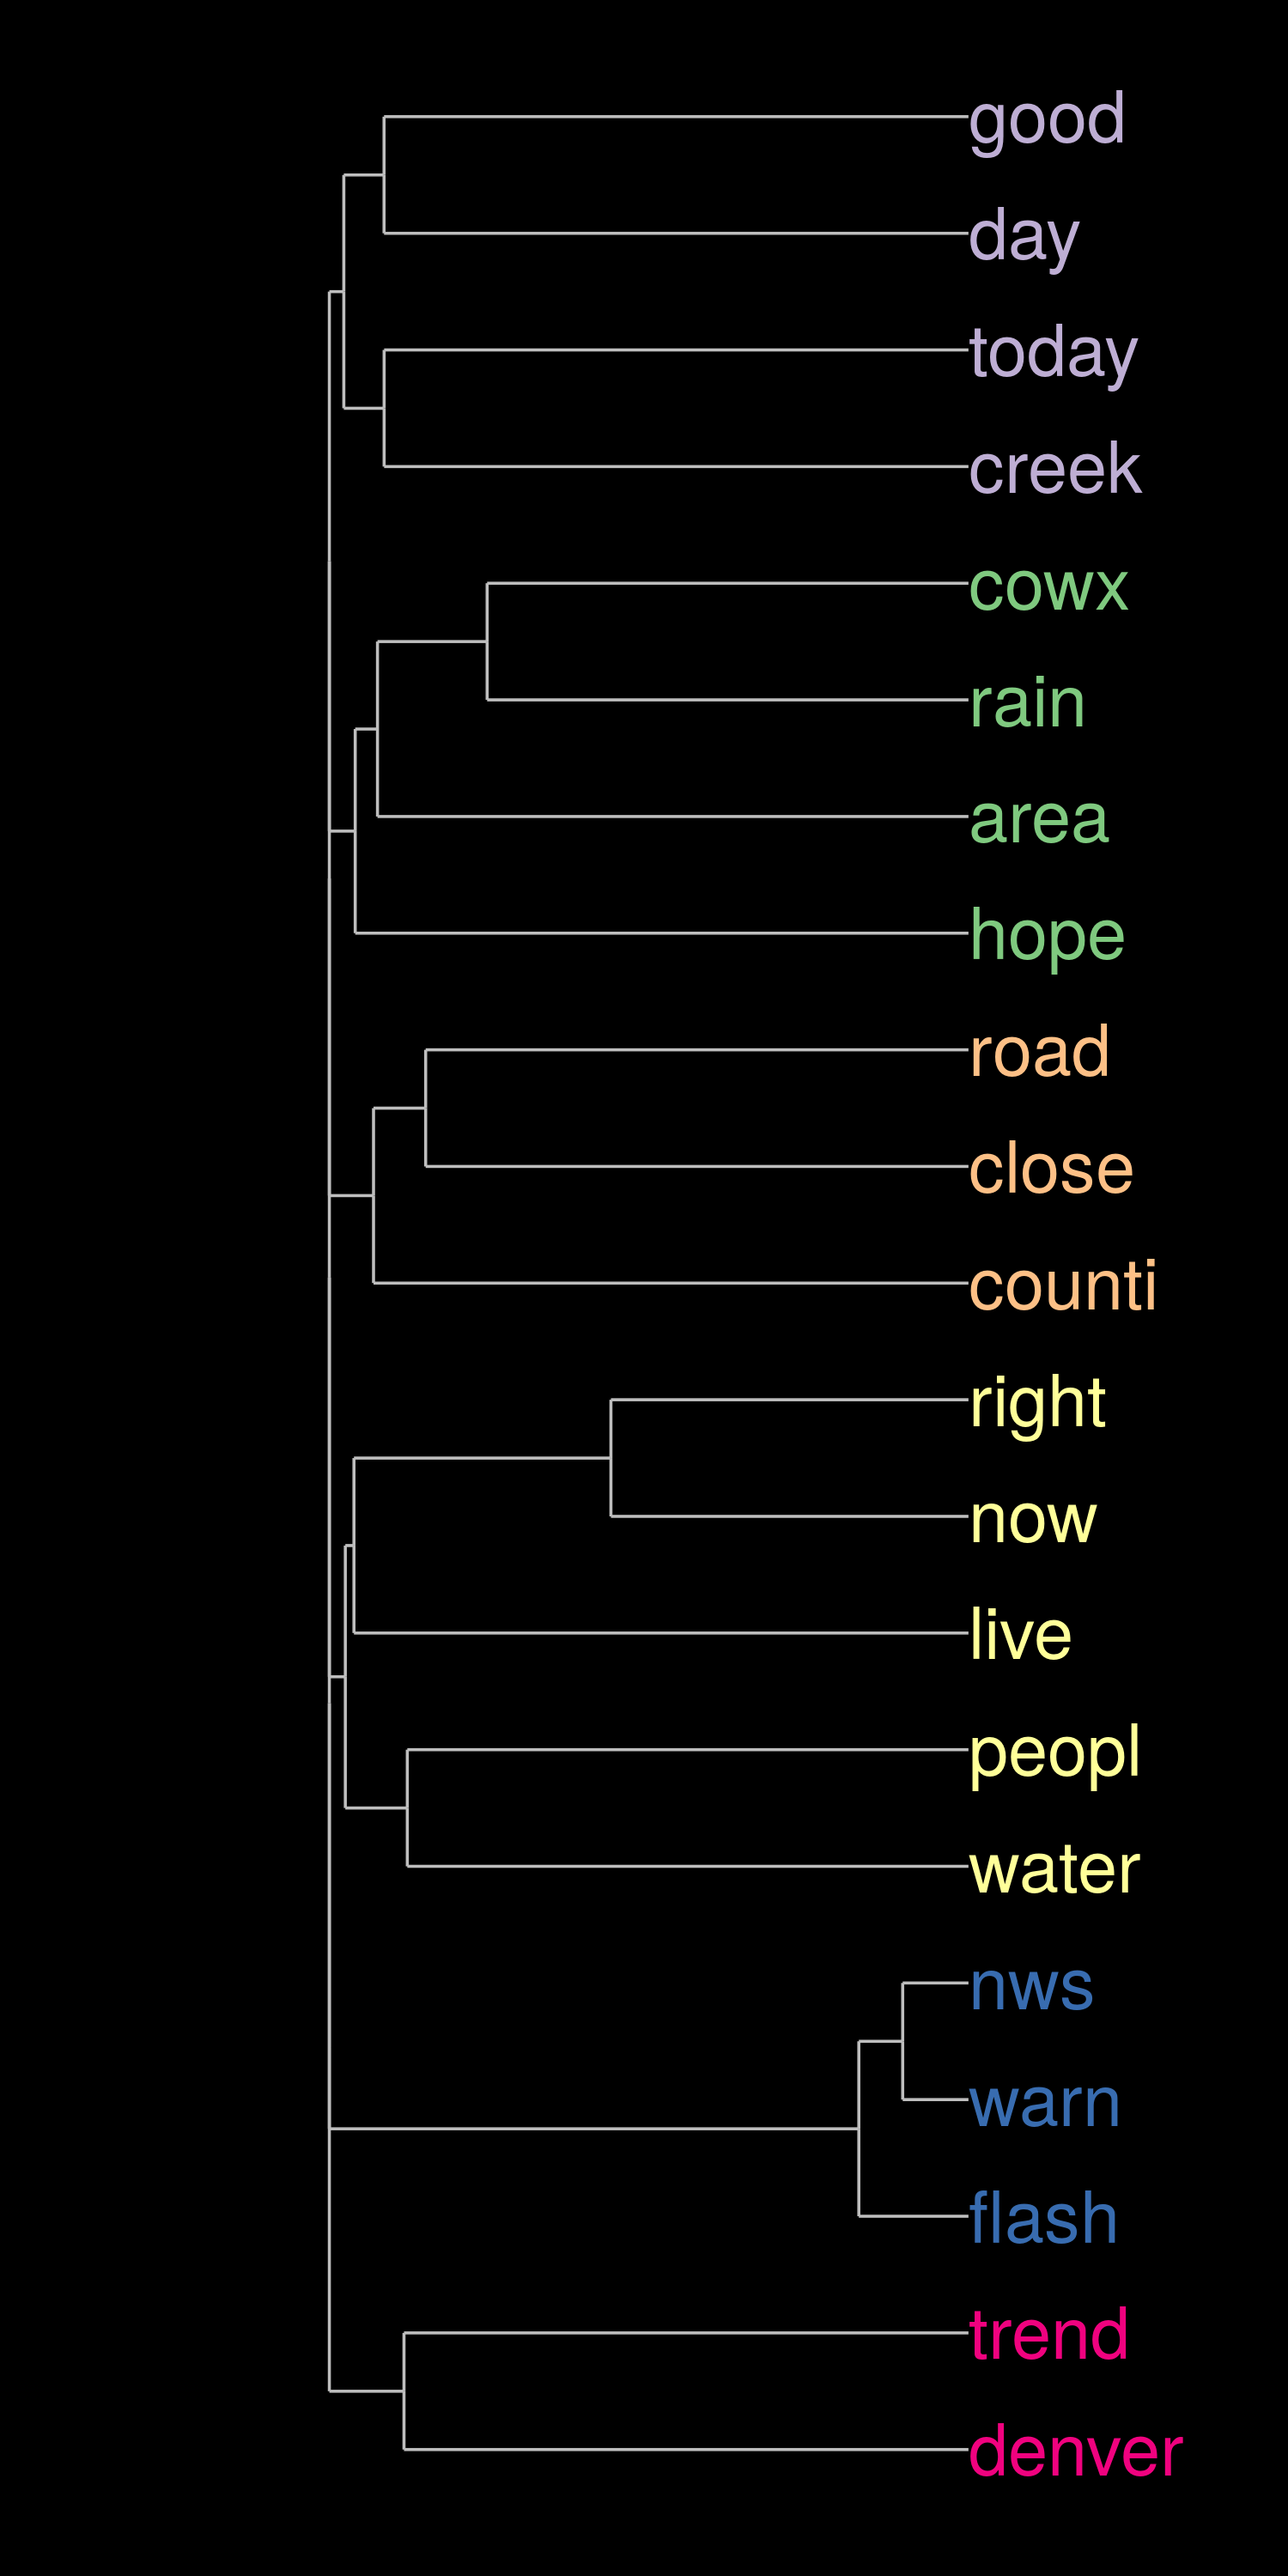 good
day
today
creek
cowx
rain
area
hope
road
close
counti
right
now
live
peopl
water
nws
warn
flash
trend
denver